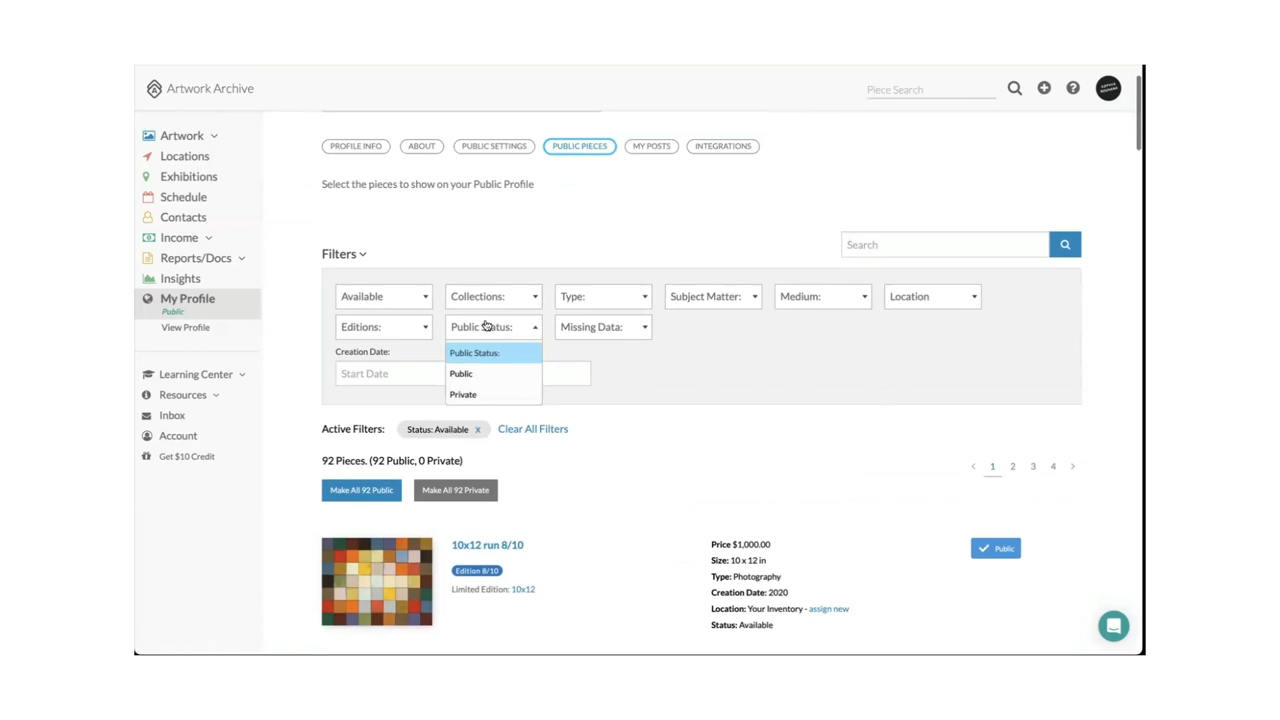 Artwork Archive
Piece Search
Artwork
Locations
Exhibitions
Schedule
Contacts
Income
Reports/Docs
Insights
My Profile
Public
View Profile
Learning Center
Resources
Inbox
Account
Get $10 Credit
PROFILE INFO ABOUT PUBLIC SETTINGS PUBLIC PIECES MY POSTS INTEGRATIONS
Select the pieces to show on your Public Profile
Filters
Search
Available Collections: Type: Subject Matter: Medium: Location
Editions: Public Status: Missing Data:
Creation Date:
Start Date
Public Status:
Public
Private
Active Filters: Status: Available x Clear All Filters
92 Pieces. (92 Public, 0 Private)
< 1 2 3 4 >
Make All 92 Public Make All 92 Private
10x12 run 8/10
Edition 8/10
Limited Edition: 10x12
Price $1,000.00
Size: 10 x 12 in
Type: Photography
Creation Date: 2020
Location: Your Inventory - assign new
Status: Available
Public